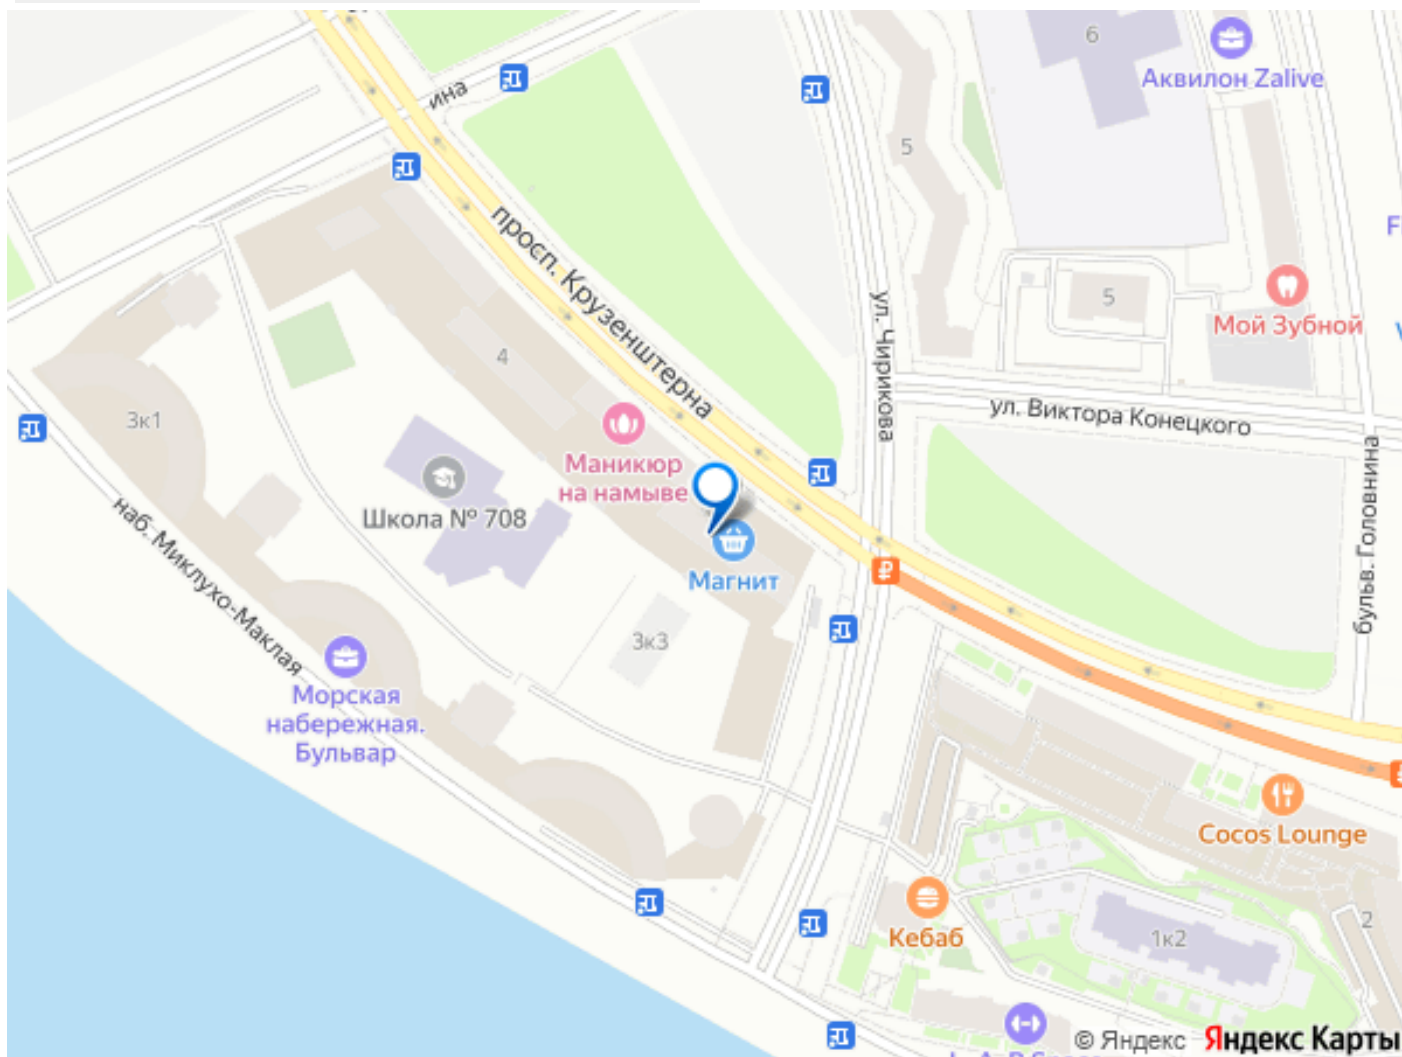 6
Аквилон Zalive
ина
5
просп. Крузенштерна
ул. Чирикова
5
Мой Зубной
4
ул. Виктора Конецкого
3к1
Маникюр
на намыве
бульв. Головнина
Школа № 708
наб. Миклухо-Маклая
Магнит
3к3
Морская
набережная.
Бульвар
Cocos Lounge
Кебаб
1к2
2
© Яндекс Яндекс Карты